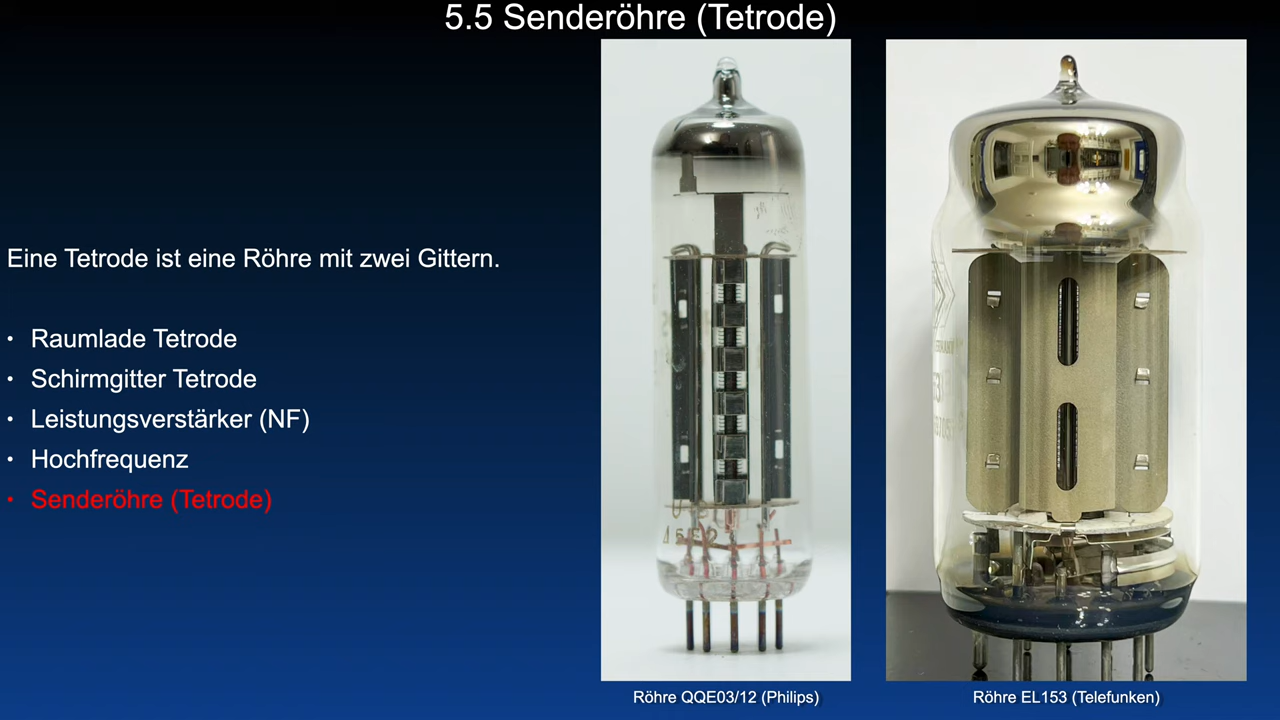 5.5 Senderöhre (Tetrode)
Eine Tetrode ist eine Röhre mit zwei Gittern.
• Raumlade Tetrode
• Schirmgitter Tetrode
• Leistungsverstärker (NF)
• Hochfrequenz
• Senderöhre (Tetrode)
Röhre QQE03/12 (Philips)
Röhre EL153 (Telefunken)